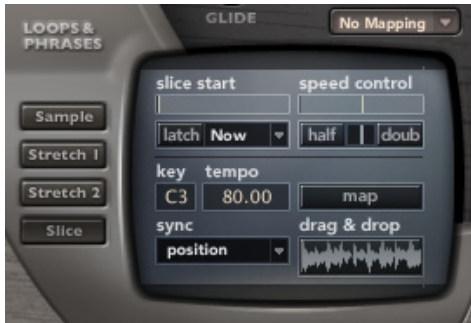 GLIDE
No Mapping
LOOPS &
PHRASES
Sample
Stretch 1
Stretch 2
Slice
slice start
speed control
latch Now
half doub
key tempo
C3 80.00
map
sync
drag & drop
position